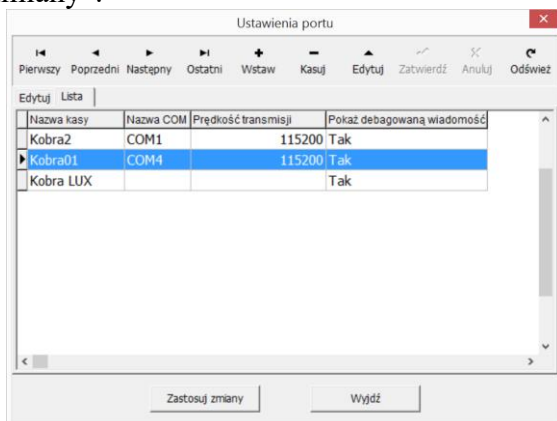 miany".
Ustawienia portu
Pierwszy Poprzedni Następny Ostatni Wstaw Kasuj Edytuj Zatwierdź Anuluj Odśwież
Edytuj Lista
Nazwa kasy Nazwa COM Prędkość transmisji Pokaż debagowaną wiadomość
Kobra2 COM1 115200 Tak
Kobra01 COM4 115200 Tak
Kobra LUX Tak
Zastosuj zmiany Wyjdź